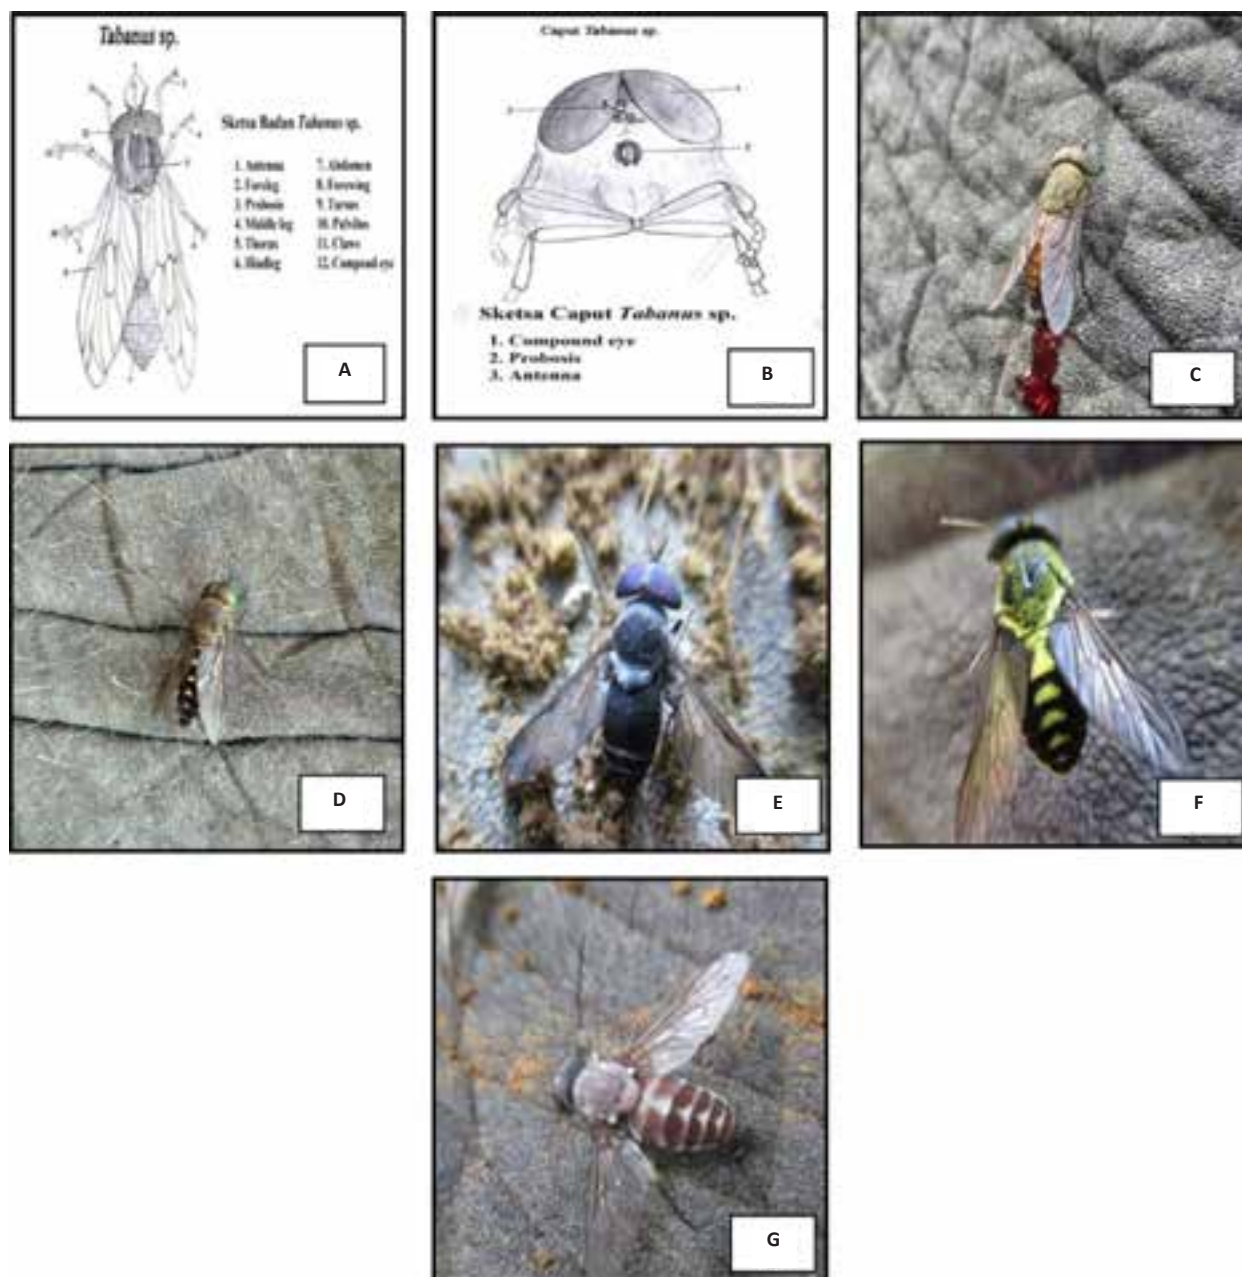 Tabanus sp.
Sketsa Badan Tabanus sp.
1. Antenna
2. Foreleg
3. Probosis
4. Middle leg
5. Thorax
6. Hindleg
7. Abdomen
8. Forewing
9. Tarsus
10. Pulvilus
11. Claws
12. Compound eye
A
Caput Tabanus sp.
Sketsa Caput Tabanus sp.
1. Compound eye
2. Probosis
3. Antenna
B
C
D
E
F
G